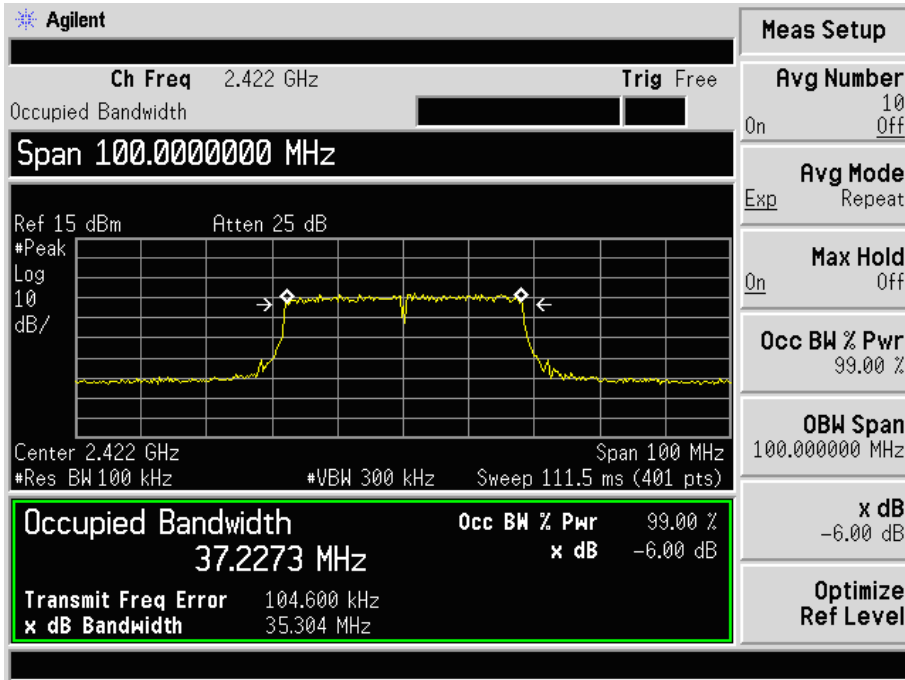 Agilent
Ch Freq 2.422 GHz Trig Free
Occupied Bandwidth
Span 100.0000000 MHz
Ref 15 dBm Atten 25 dB
#Peak
Log
10
dB/
Center 2.422 GHz Span 100 MHz
#Res BW 100 kHz #VBW 300 kHz Sweep 111.5 ms (401 pts)
Occupied Bandwidth Occ BW % Pwr 99.00 %
37.2273 MHz x dB -6.00 dB
Transmit Freq Error 104.600 kHz
x dB Bandwidth 35.304 MHz
Meas Setup
Avg Number
10
On Off
Avg Mode
Exp Repeat
Max Hold
On Off
Occ BW % Pwr
99.00 %
OBW Span
100.000000 MHz
x dB
-6.00 dB
Optimize
Ref Level